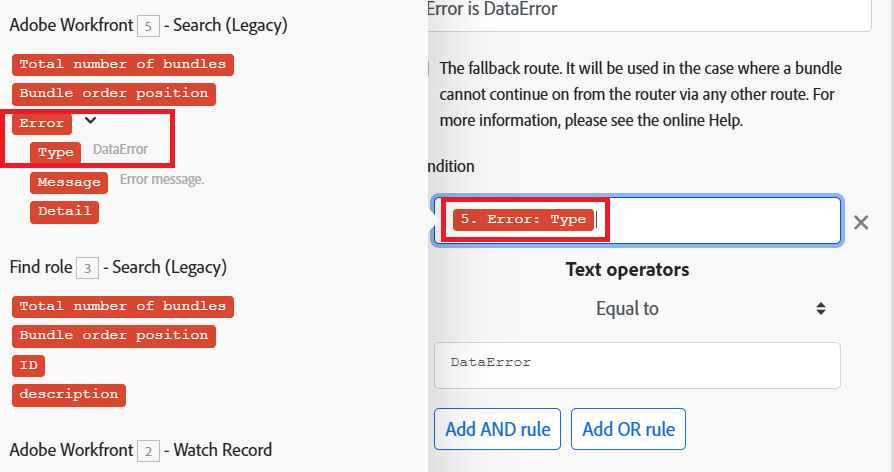 Adobe Workfront 5 - Search (Legacy)
Total number of bundles
Bundle order position
Error
Type DataError
Message Error message.
Detail
Find role 3 - Search (Legacy)
Total number of bundles
Bundle order position
ID
description
Adobe Workfront 2 - Watch Record
Error is DataError
The fallback route. It will be used in the case where a bundle
cannot continue on from the router via any other route. For
more information, please see the online Help.
ndition
5. Error: Type
Text operators
Equal to
DataError
Add AND rule
Add OR rule